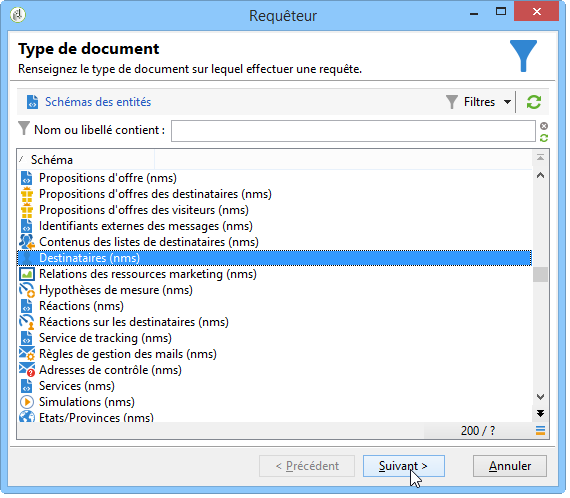 Requêteur
Type de document
Renseignez le type de document sur lequel effectuer une requête.
Schémas des entités
Filtres
Nom ou libellé contient :
Schéma
Propositions d'offre (nms)
Propositions d'offres des destinataires (nms)
Propositions d'offres des visiteurs (nms)
Identifiants externes des messages (nms)
Contenus des listes de destinataires (nms)
Destinataires (nms)
Relations des ressources marketing (nms)
Hypothèses de mesure (nms)
Réactions (nms)
Réactions sur les destinataires (nms)
Service de tracking (nms)
Règles de gestion des mails (nms)
Adresses de contrôle (nms)
Services (nms)
Simulations (nms)
Etats/Provinces (nms)
200 / ?
< Précédent
Suivant >
Annuler